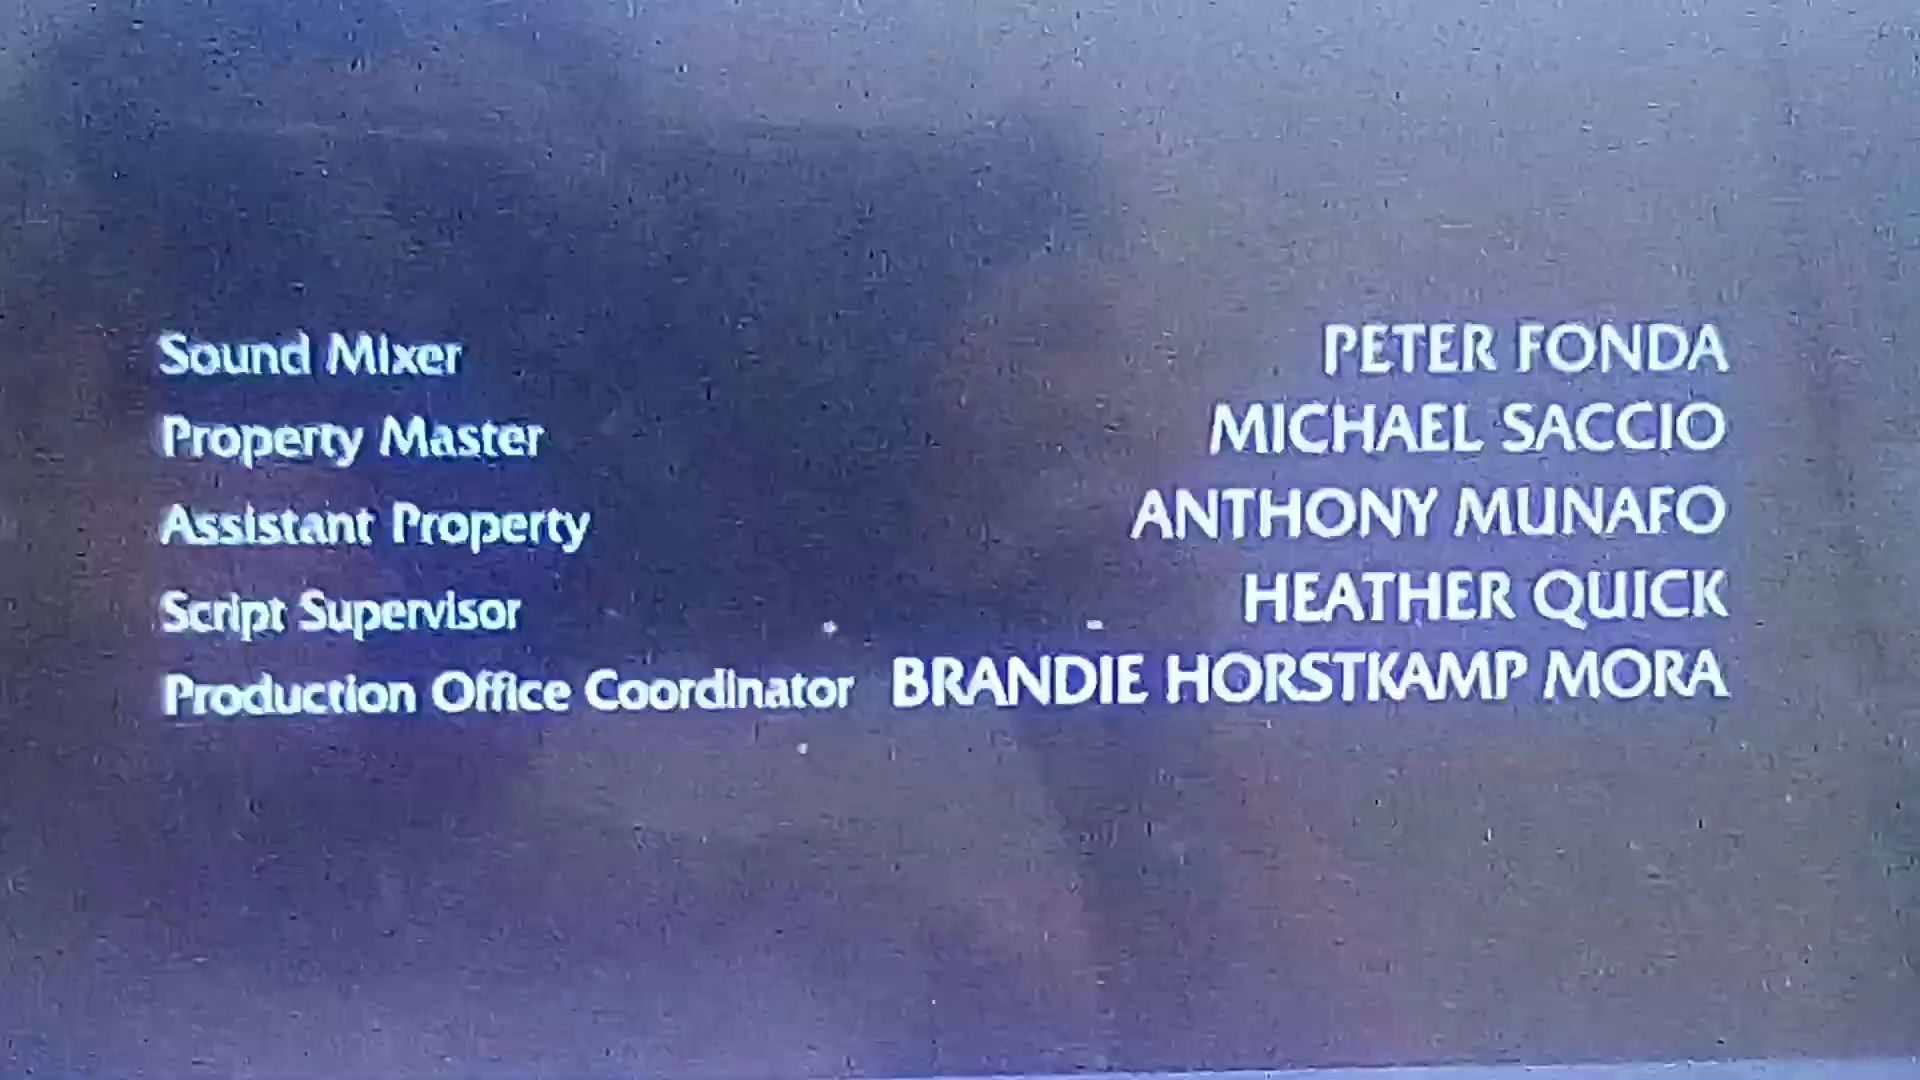 Sound Mixer PETER FONDA
Property Master MICHAEL SACCIO
Assistant Property ANTHONY MUNAFO
Script Supervisor HEATHER QUICK
Production Office Coordinator BRANDIE HORSTKAMP MORA